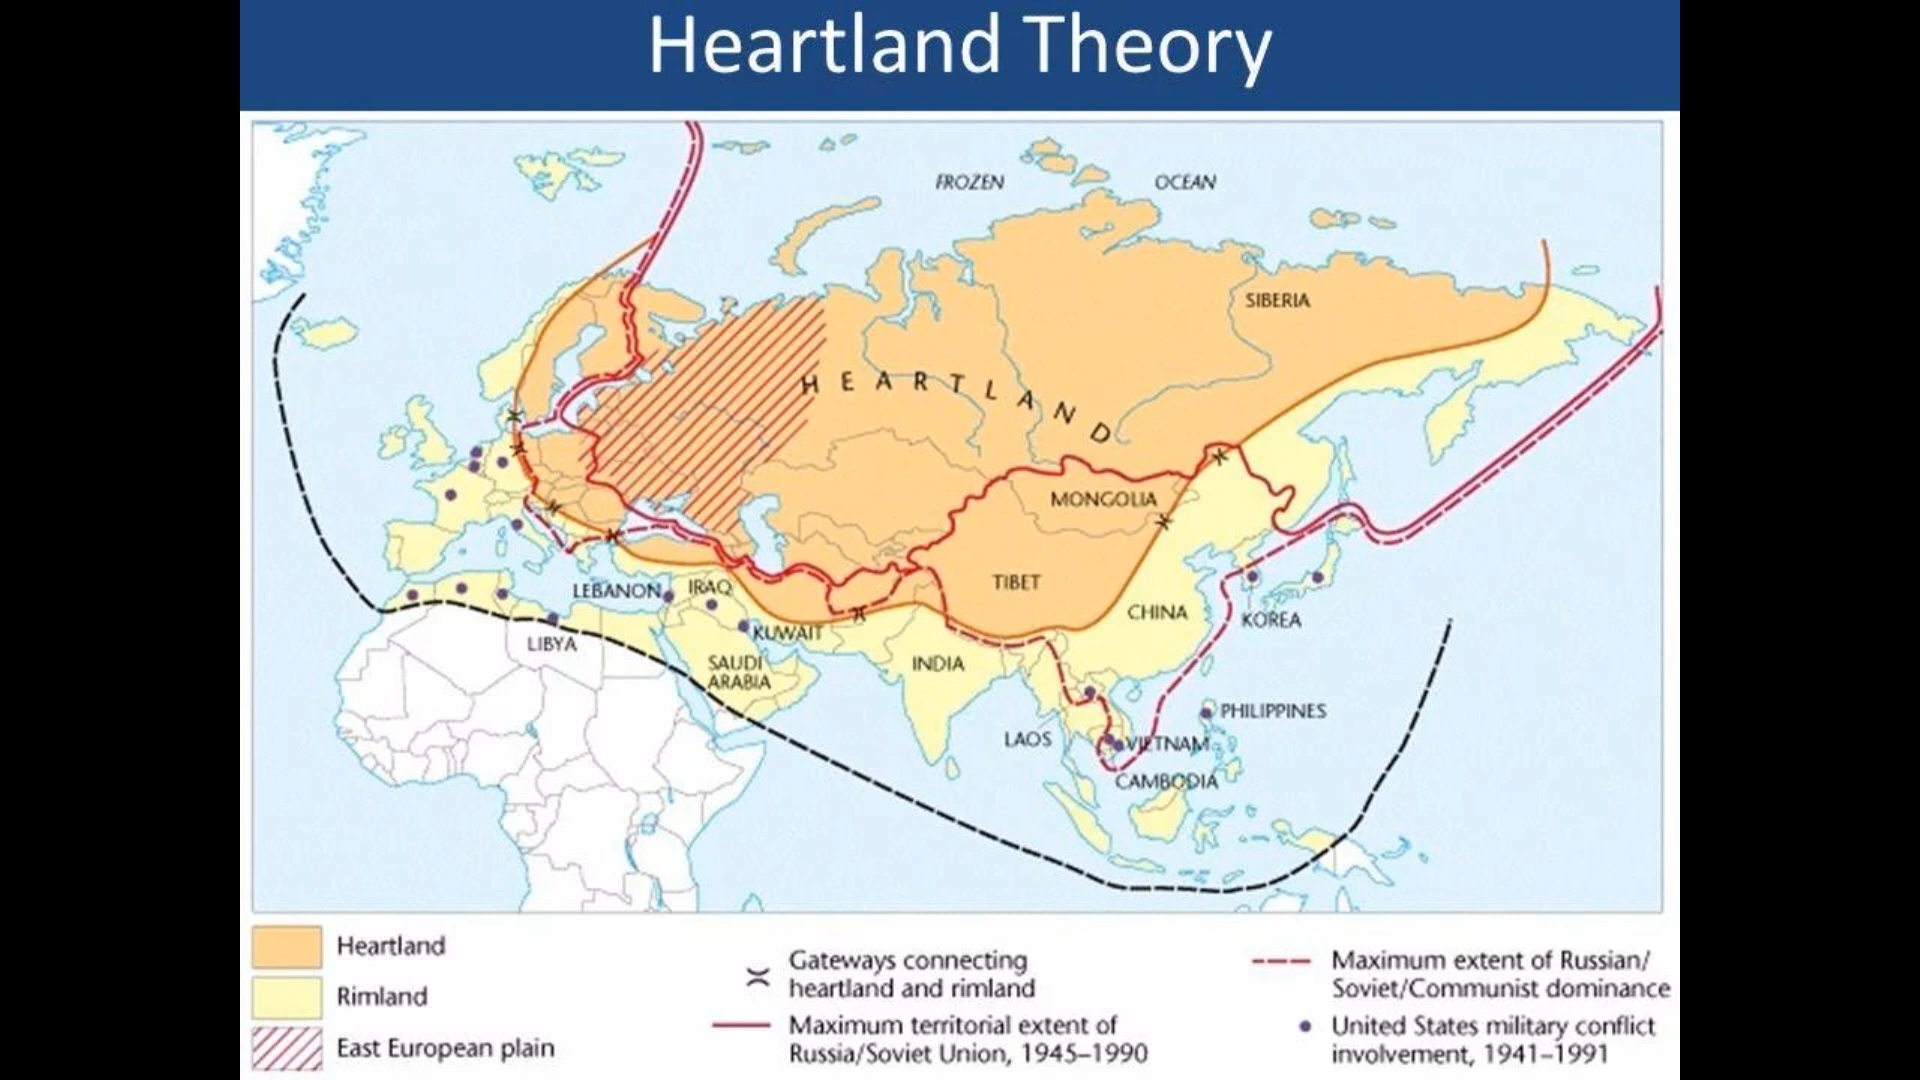 Heartland Theory
FROZEN OCEAN
SIBERIA
HEARTLAND
MONGOLIA
TIBET
CHINA
KOREA
LEBANON
IRAQ
KUWAIT
LIBYA
SAUDI
ARABIA
INDIA
PHILIPPINES
LAOS
VIETNAM
CAMBODIA
Heartland
Rimland
East European plain
Gateways connecting
heartland and rimland
Maximum territorial extent of
Russia/Soviet Union, 1945–1990
Maximum extent of Russian/
Soviet/Communist dominance
United States military conflict
involvement, 1941–1991